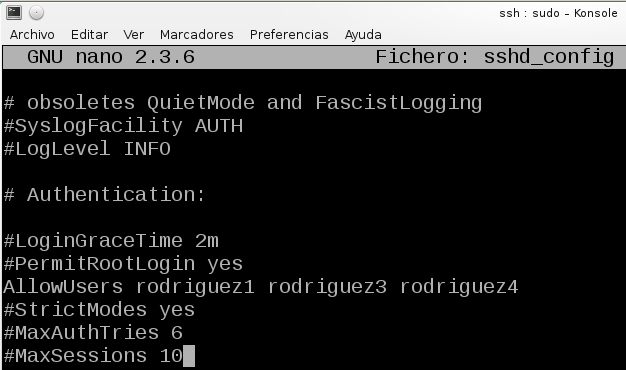 ssh : sudo – Konsole
Archivo Editar Ver Marcadores Preferencias Ayuda
GNU nano 2.3.6 Fichero: sshd_config
# obsoletes QuietMode and FascistLogging
#SyslogFacility AUTH
#LogLevel INFO
# Authentication:
#LoginGraceTime 2m
#PermitRootLogin yes
AllowUsers rodriguez1 rodriguez3 rodriguez4
#StrictModes yes
#MaxAuthTries 6
#MaxSessions 10